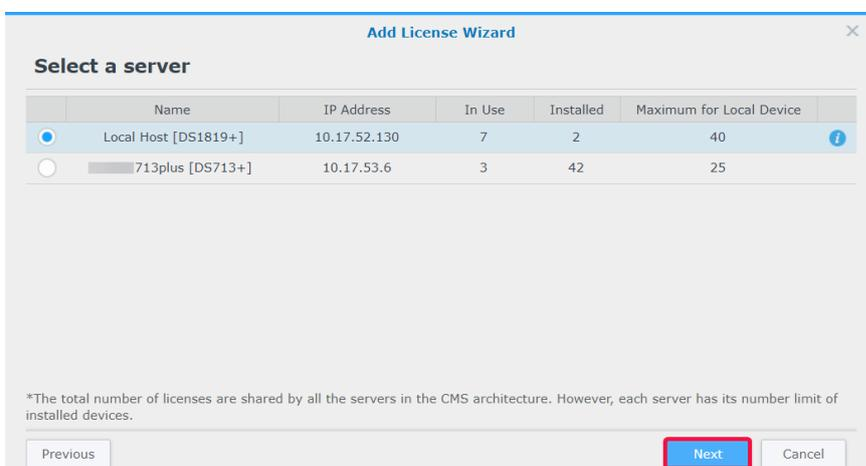 Add License Wizard
Select a server
Name IP Address In Use Installed Maximum for Local Device
Local Host [DS1819+] 10.17.52.130 7 2 40
713plus [DS713+] 10.17.53.6 3 42 25
*The total number of licenses are shared by all the servers in the CMS architecture. However, each server has its number limit of
installed devices.
Previous Next Cancel